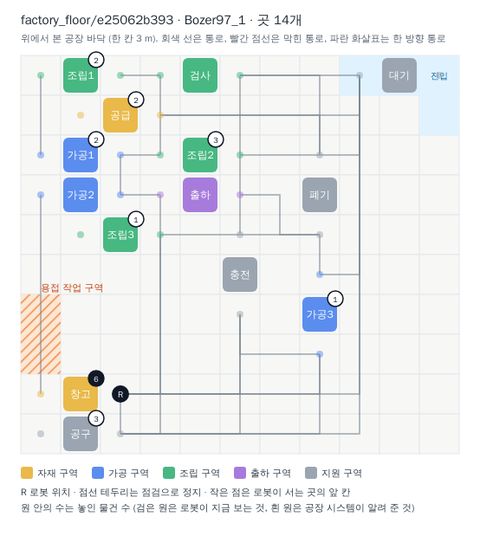 factory_floor/e25062b393 · Bozer97_1 · 곳 14개
위에서 본 공장 바닥 (한 칸 3 m). 회색 선은 통로, 빨간 점선은 막힌 통로, 파란 화살표는 한 방향 통로
조립1 2 검사 대기 진입
공급 2
가공1 2 조립2 3
가공2 출하 폐기
조립3 1
충전
용접 작업 구역
가공3 1
창고 6 R
공구 3
자재 구역 가공 구역 조립 구역 출하 구역 지원 구역
R 로봇 위치 · 점선 테두리는 점검으로 정지 · 작은 점은 로봇이 서는 곳의 앞 칸
원 안의 수는 놓인 물건 수 (검은 원은 로봇이 지금 보는 것, 흰 원은 공장 시스템이 알려 준 것)